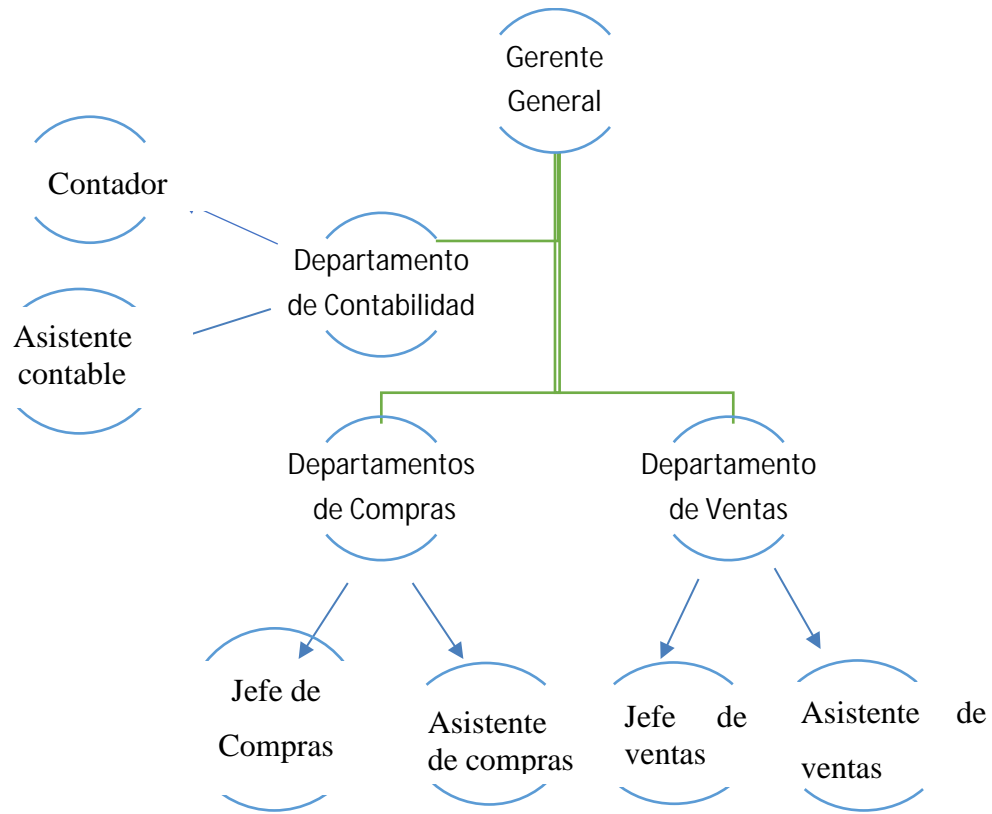 Gerente
General
Contador
Departamento
de Contabilidad
Asistente
contable
Departamentos
de Compras
Departamento
de Ventas
Jefe de
Compras
Asistente
de compras
Jefe de
ventas
Asistente de
ventas